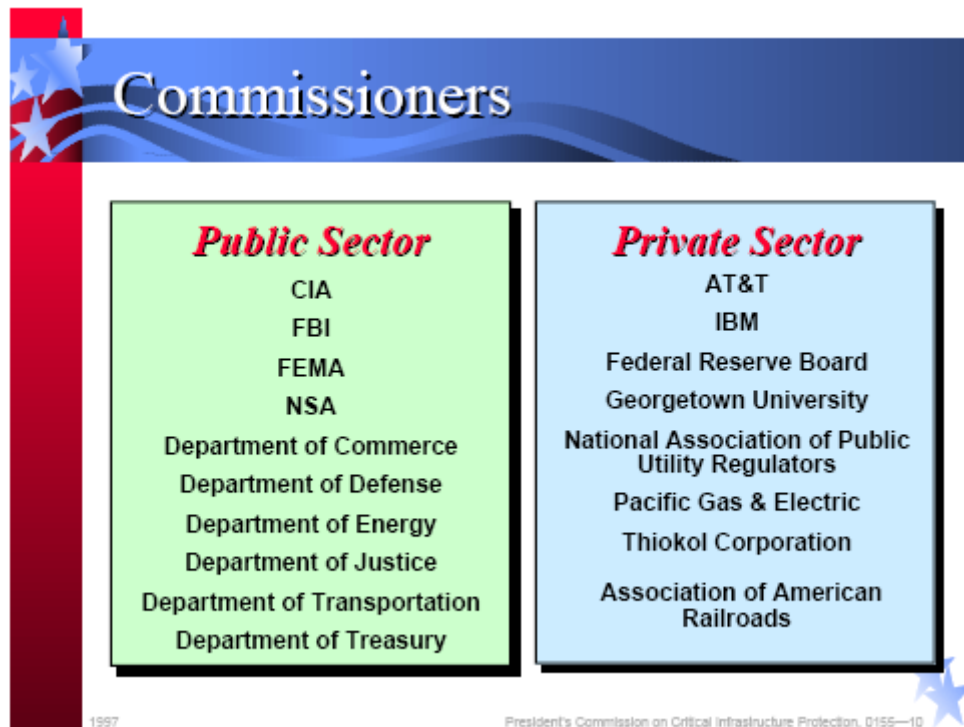 Commissioners
Public Sector
CIA
FBI
FEMA
NSA
Department of Commerce
Department of Defense
Department of Energy
Department of Justice
Department of Transportation
Department of Treasury
Private Sector
AT&T
IBM
Federal Reserve Board
Georgetown University
National Association of Public
Utility Regulators
Pacific Gas & Electric
Thiokol Corporation
Association of American
Railroads
1997
President's Commission on Critical Infrastructure Protection, 0155—10